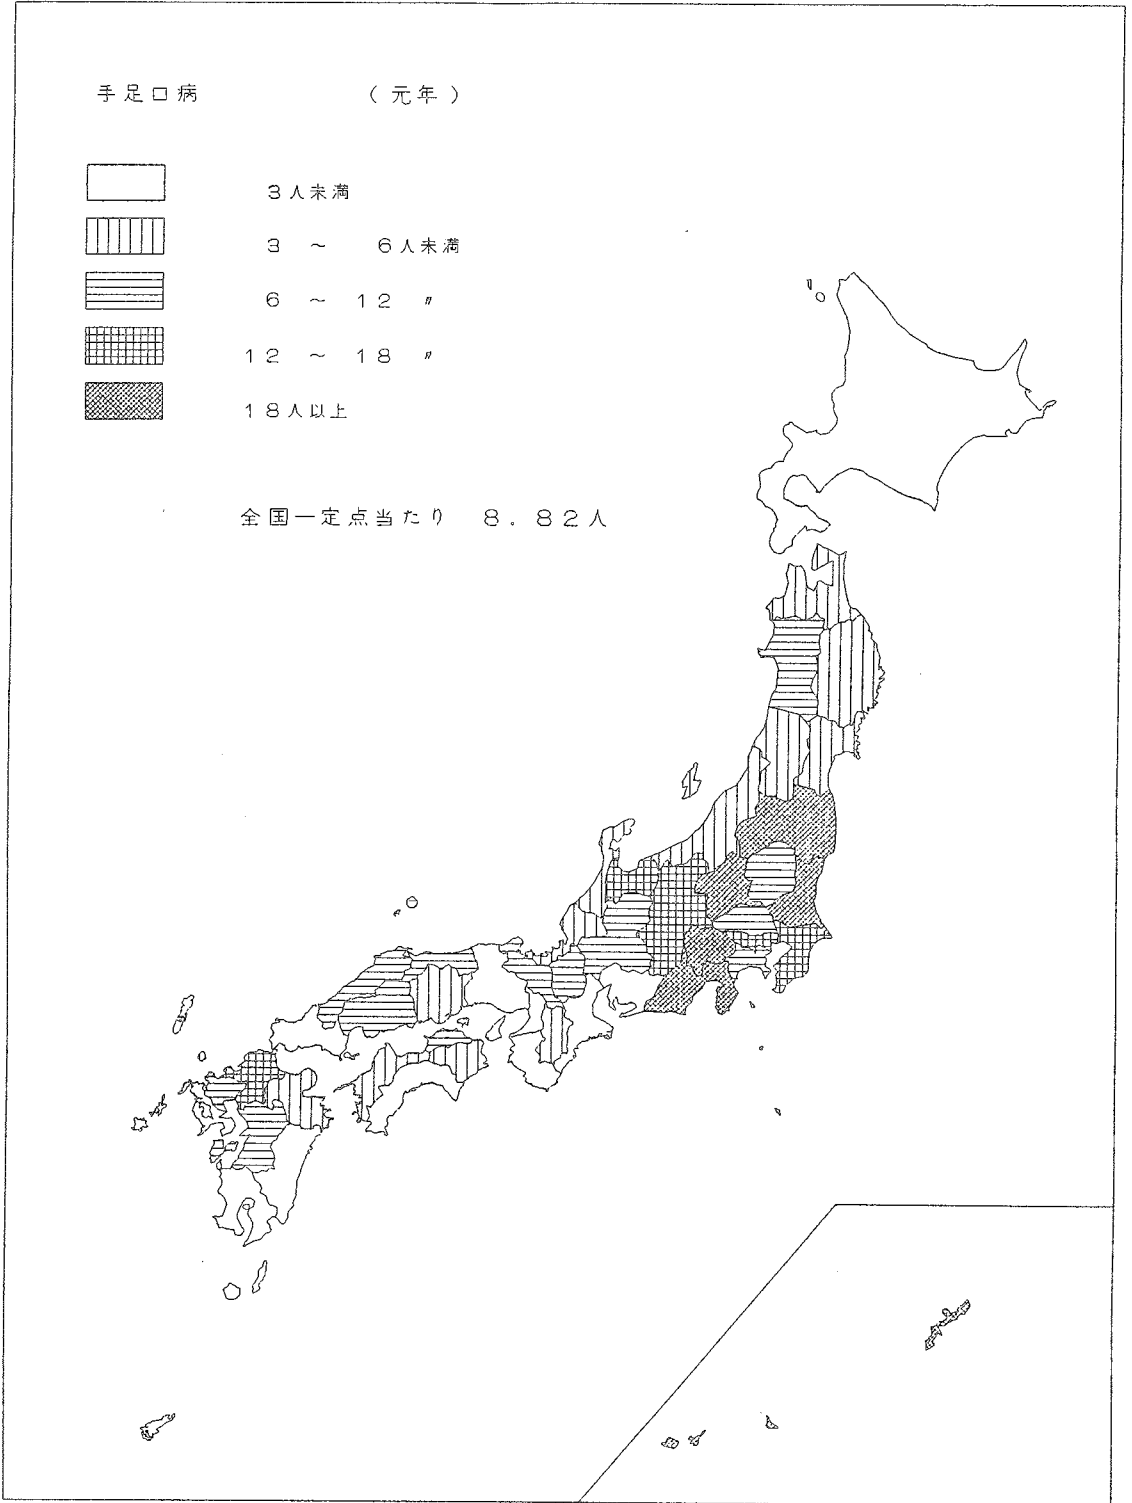 手足口病 (元年)
3人未満
3 ～ 6人未満
6 ～ 12 〃
12 ～ 18 〃
18人以上
全国一定点当たり 8.82人